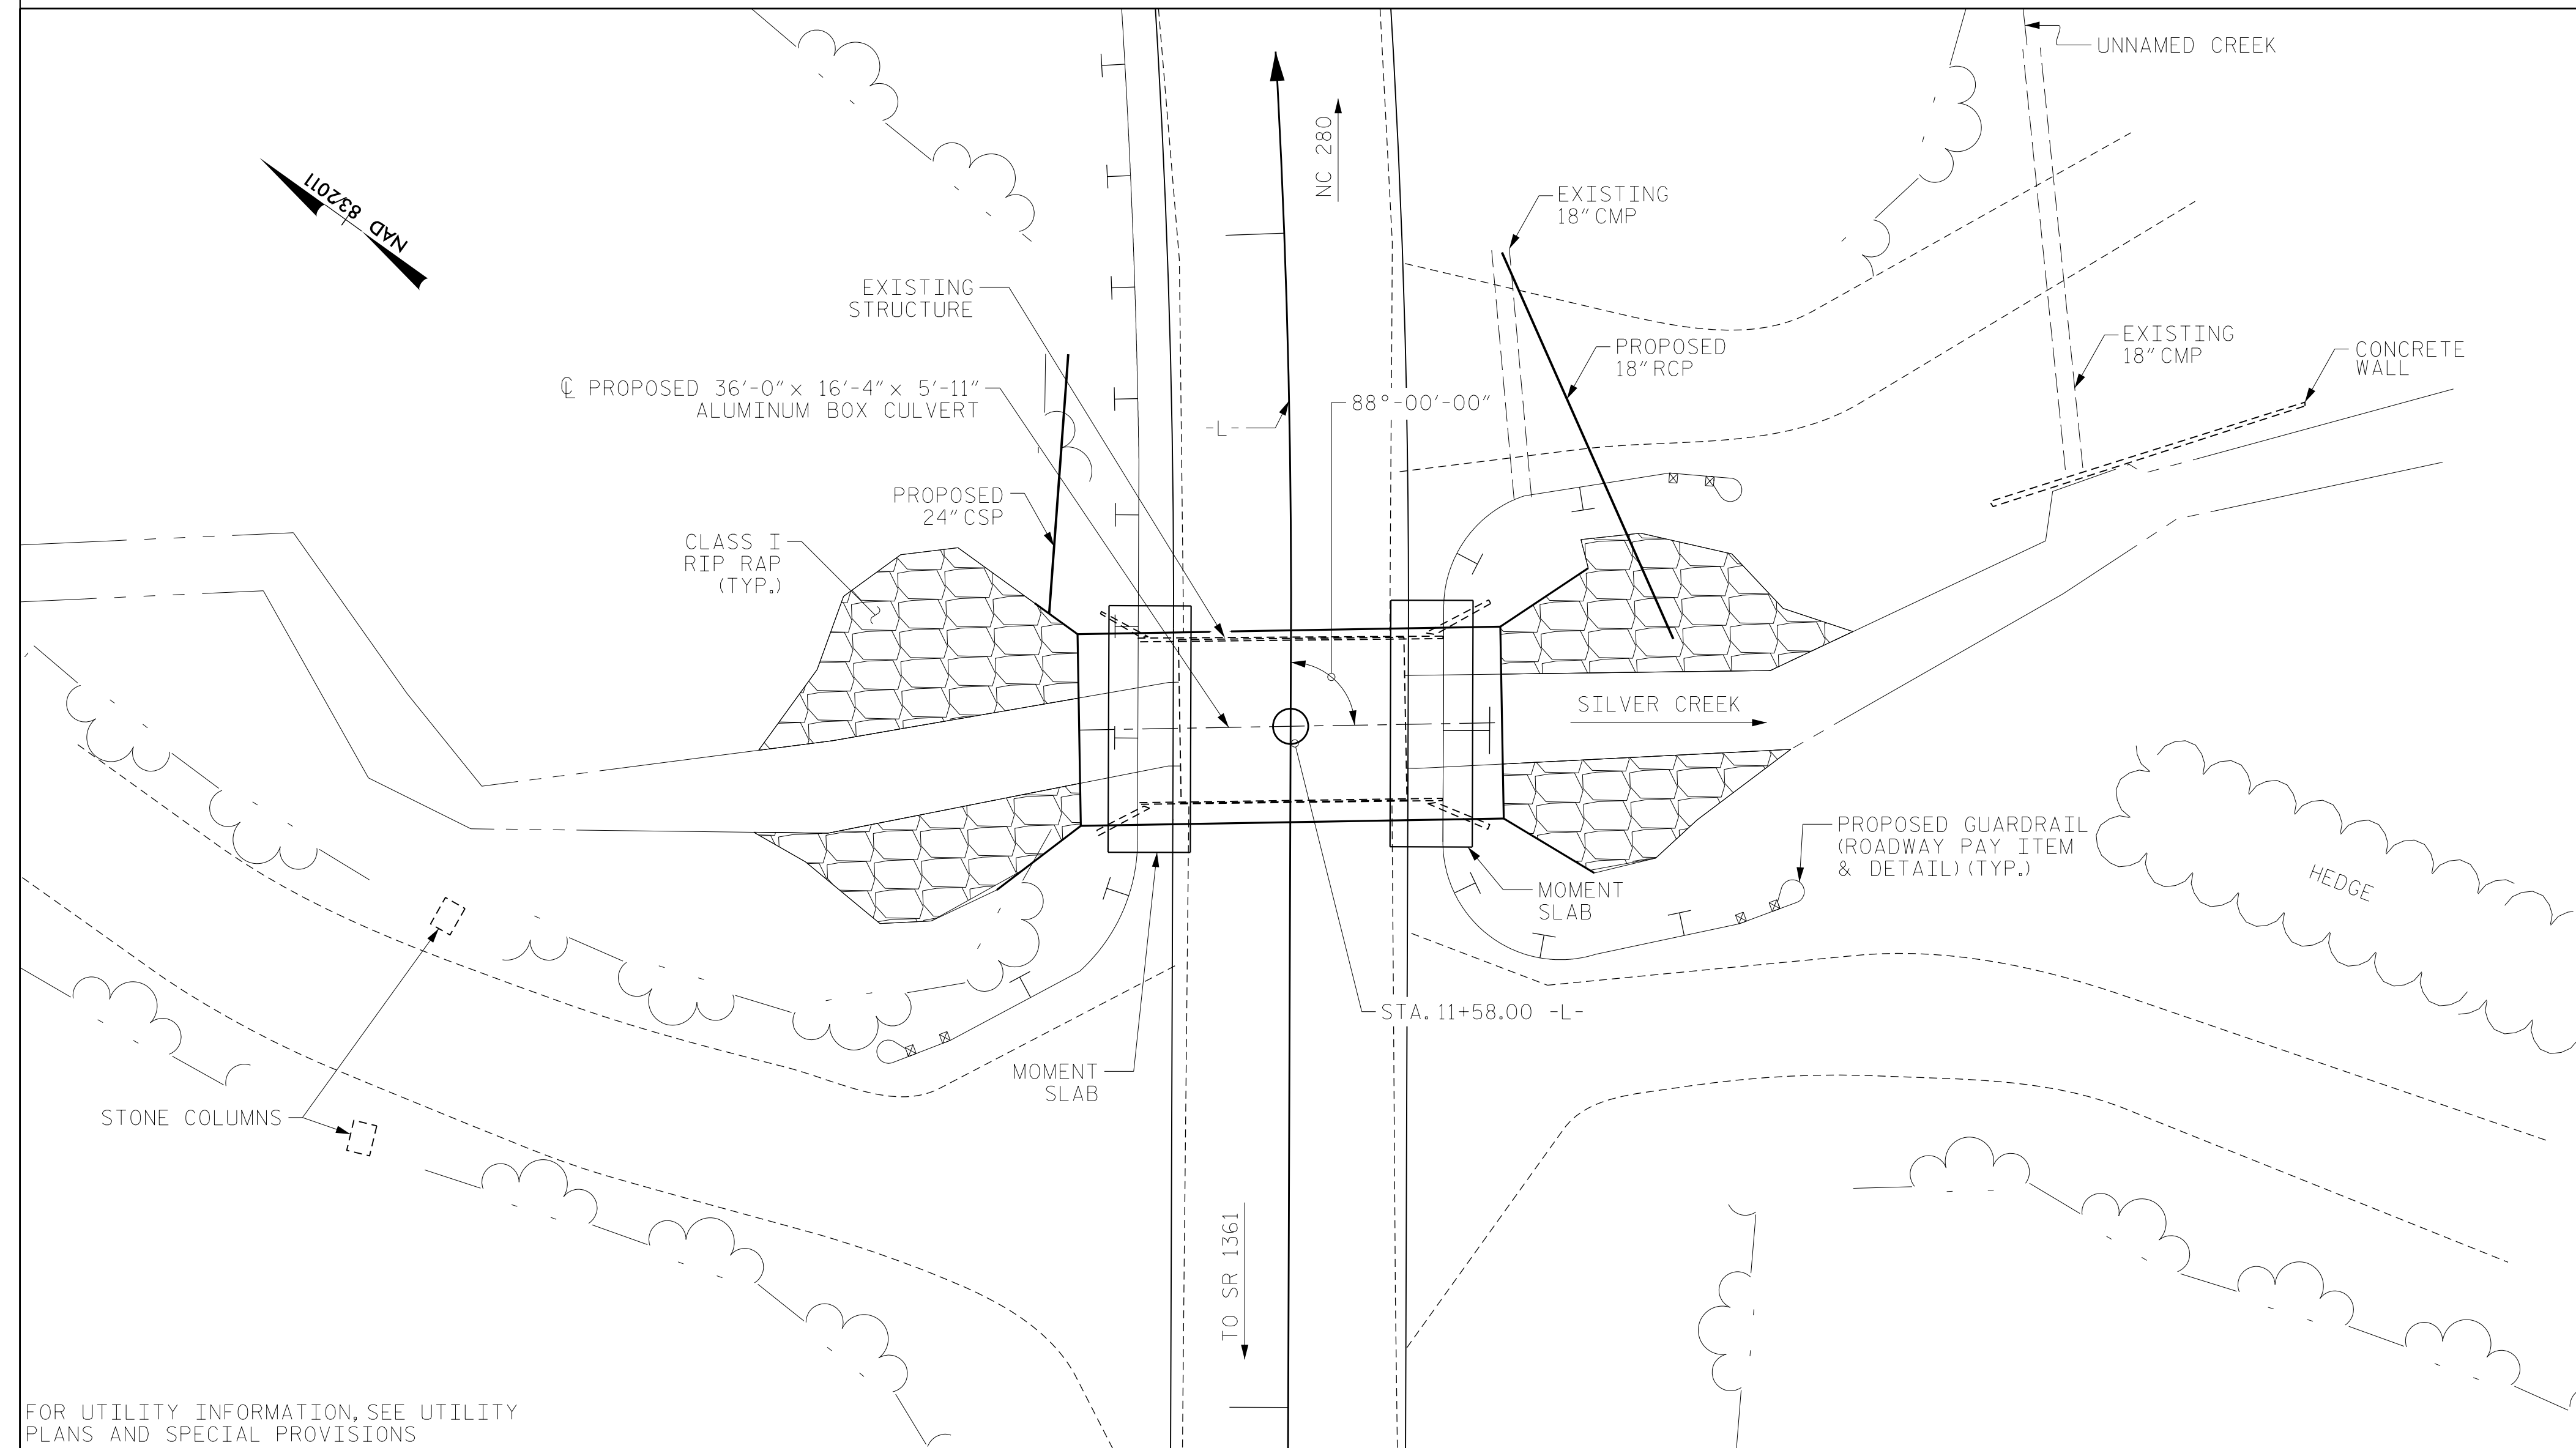 UNNAMED CREEK
NAD 83/2011
NC 280
EXISTING
18" CMP
EXISTING
STRUCTURE
PROPOSED
18" RCP
EXISTING
18" CMP
CONCRETE
WALL
℄ PROPOSED 36'-0" x 16'-4" x 5'-11"
ALUMINUM BOX CULVERT
88°-00'-00"
-L-
PROPOSED
24" CSP
CLASS I
RIP RAP
(TYP.)
SILVER CREEK
PROPOSED GUARDRAIL
(ROADWAY PAY ITEM
& DETAIL) (TYP.)
HEDGE
MOMENT
SLAB
STA. 11+58.00 -L-
MOMENT
SLAB
STONE COLUMNS
TO SR 1361
FOR UTILITY INFORMATION, SEE UTILITY
PLANS AND SPECIAL PROVISIONS